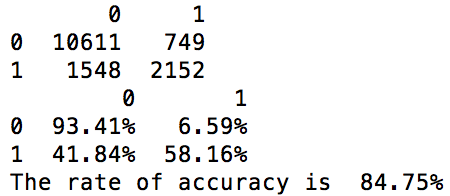 0 1
0 10611 749
1 1548 2152
0 1
0 93.41% 6.59%
1 41.84% 58.16%
The rate of accuracy is 84.75%